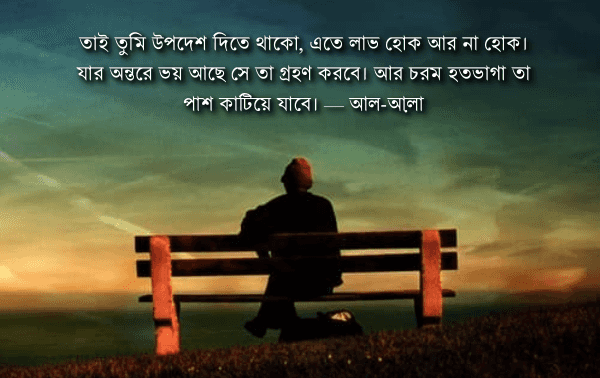 তাই তুমি উপদেশ দিতে থাকো, এতে লাভ হোক আর না হোক।
যার অন্তরে ভয় আছে সে তা গ্রহণ করবে। আর চরম হতভাগা তা
পাশ কাটিয়ে যাবে। — আল-আ়লা